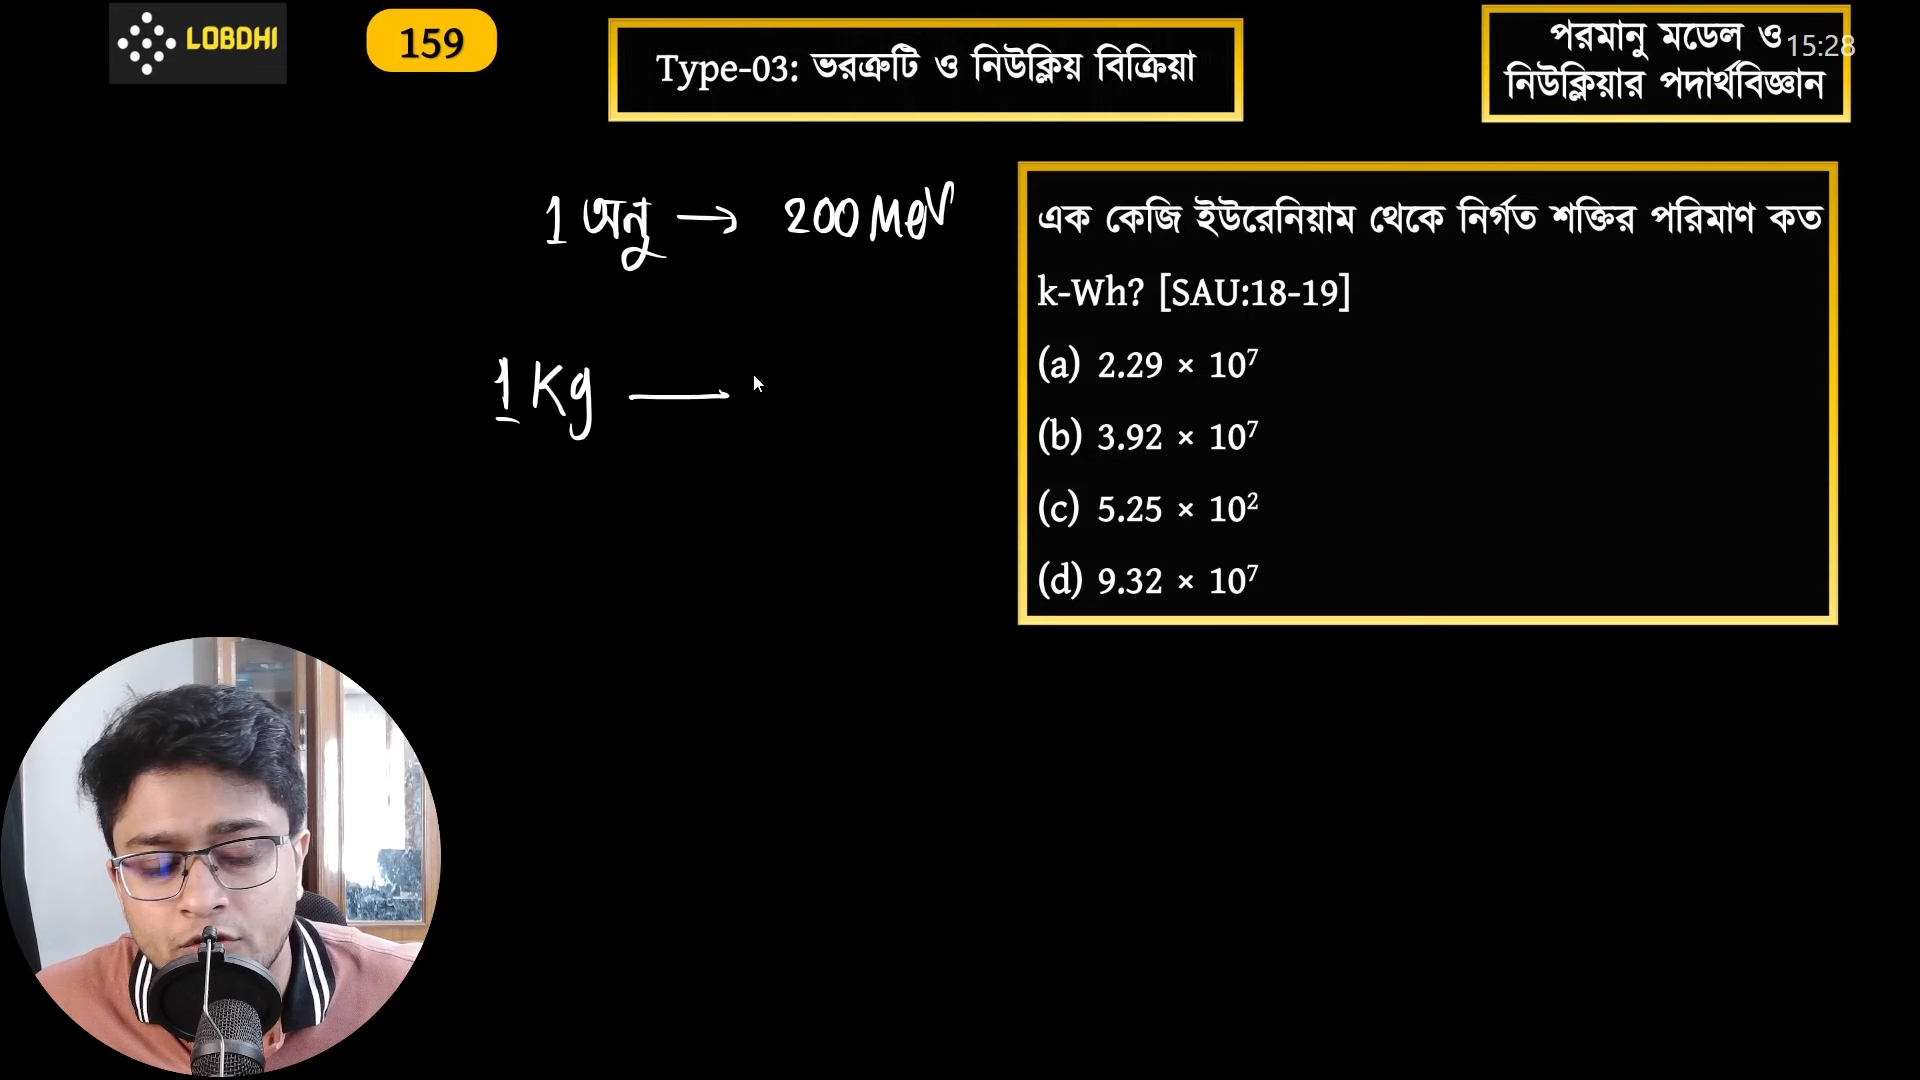 LOBDHI
159
Type-03: ভরত্রুটি ও নিউক্লিয় বিক্রিয়া
পরমানু মডেল ও
নিউক্লিয়ার পদার্থবিজ্ঞান
15:28
1 অনু → 200 MeV
1 Kg →
এক কেজি ইউরেনিয়াম থেকে নির্গত শক্তির পরিমাণ কত
k-Wh? [SAU:18-19]
(a) 2.29 × 10⁷
(b) 3.92 × 10⁷
(c) 5.25 × 10²
(d) 9.32 × 10⁷